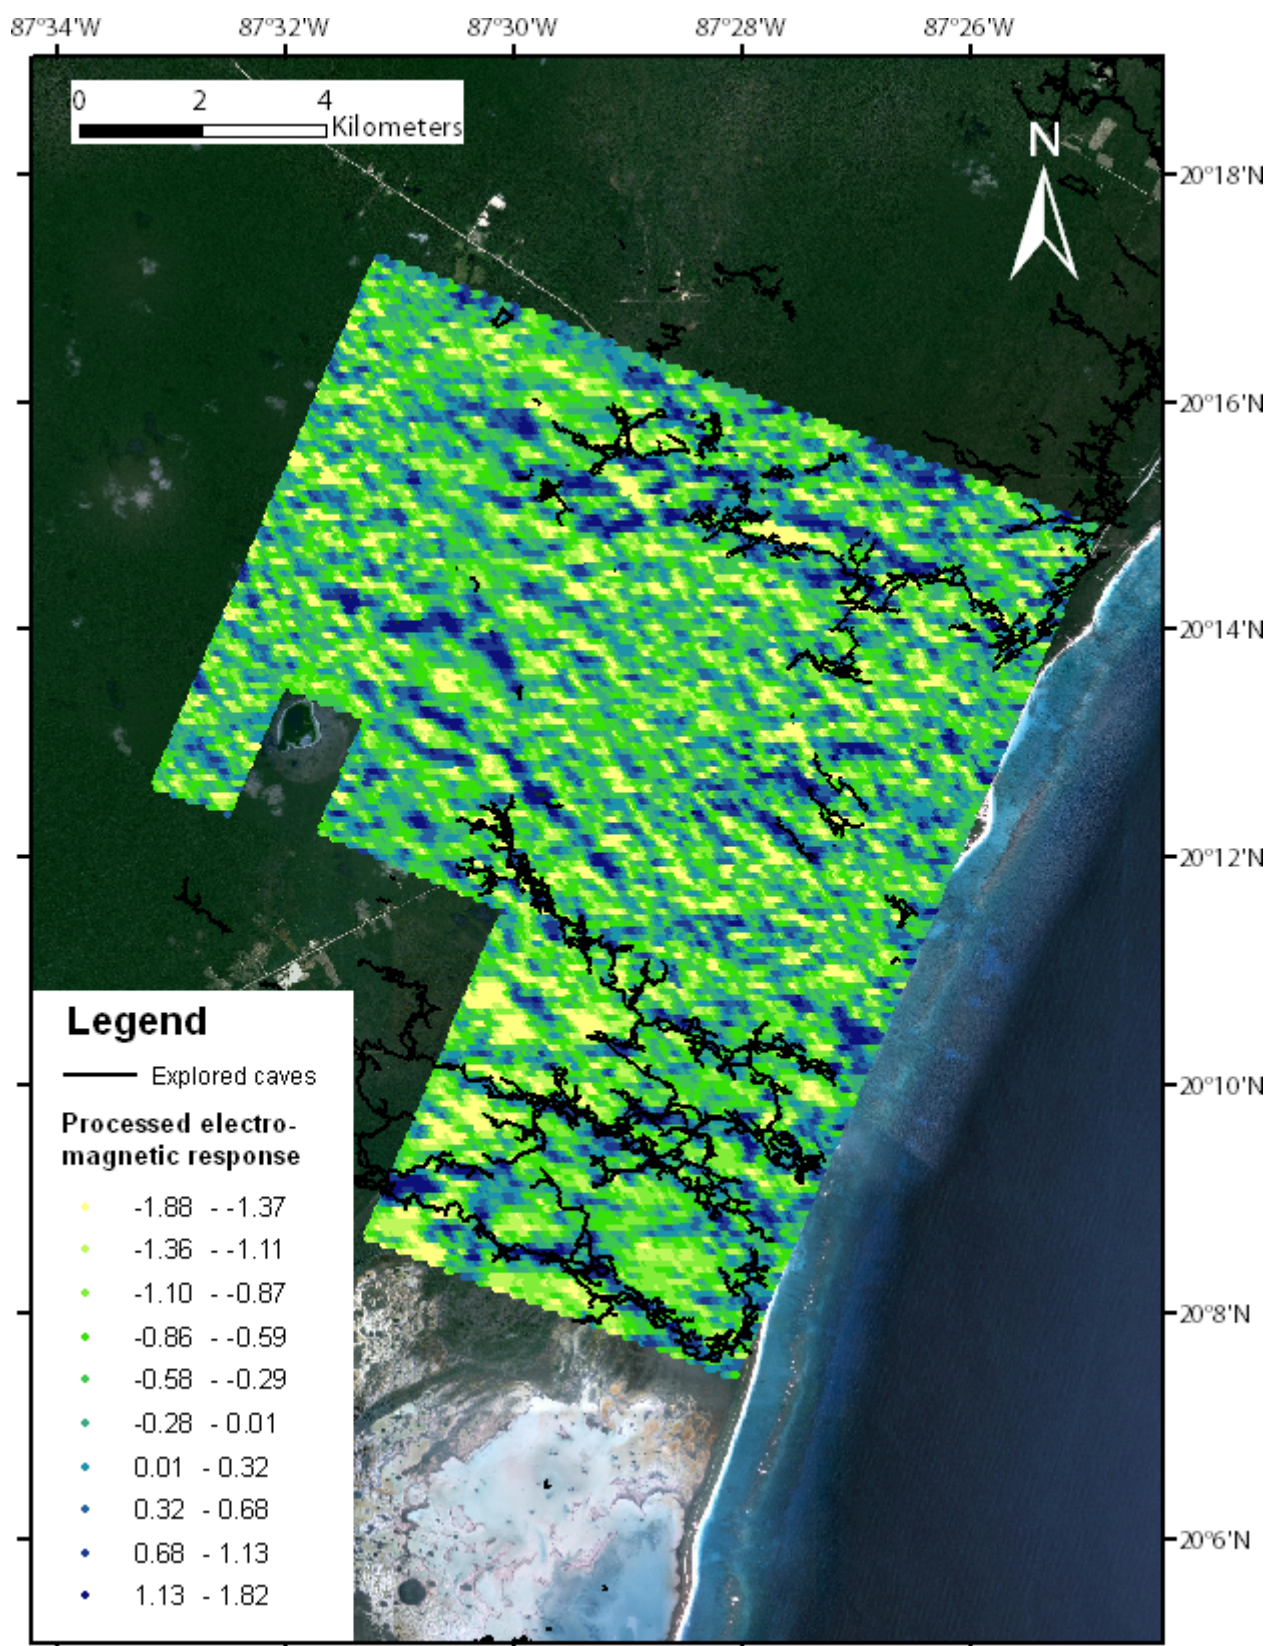 87°34'W 87°32'W 87°30'W 87°28'W 87°26'W
0 2 4
Kilometers
N
20°18'N
20°16'N
20°14'N
20°12'N
20°10'N
20°8'N
20°6'N
Legend
Explored caves
Processed electro-
magnetic response
-1.88 - -1.37
-1.36 - -1.11
-1.10 - -0.87
-0.86 - -0.59
-0.58 - -0.29
-0.28 - 0.01
0.01 - 0.32
0.32 - 0.68
0.68 - 1.13
1.13 - 1.82